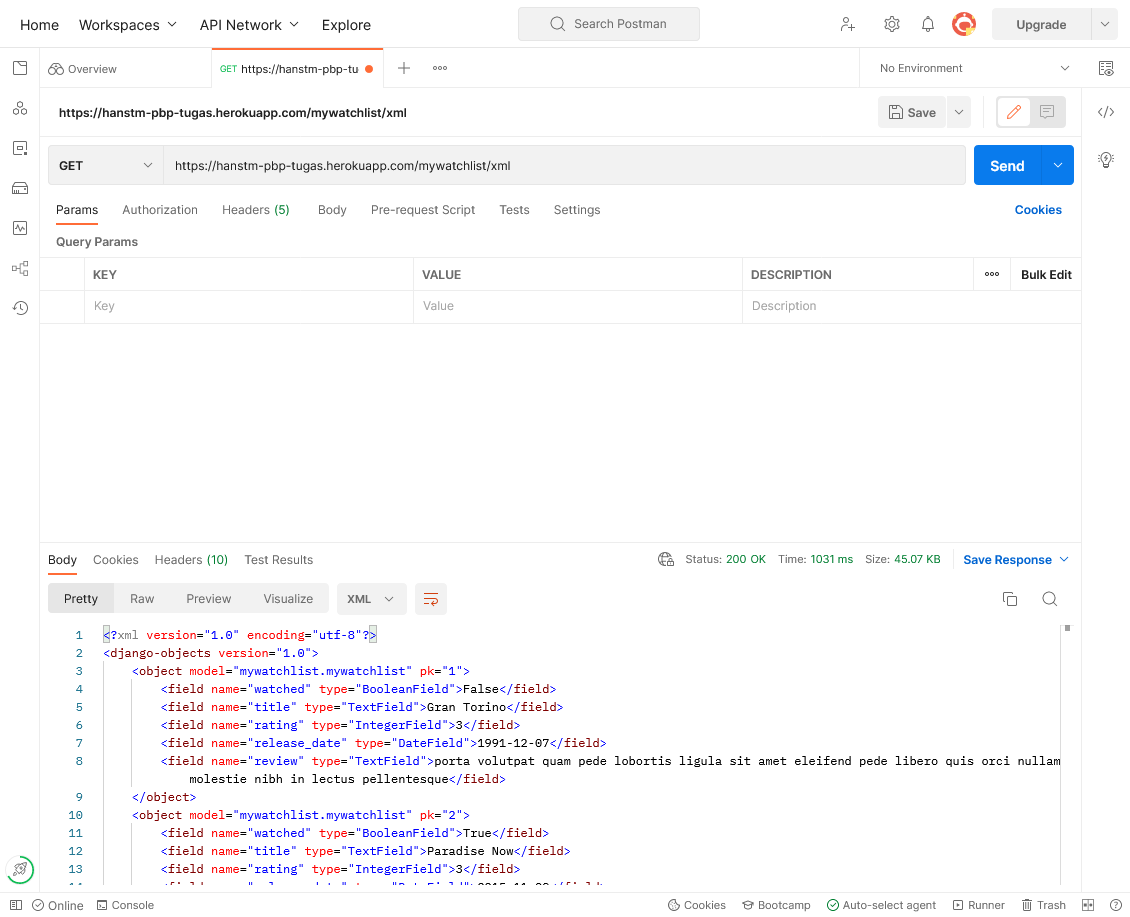 Home Workspaces API Network Explore Search Postman Upgrade
Overview GET https://hanstm-pbp-tu No Environment
https://hanstm-pbp-tugas.herokuapp.com/mywatchlist/xml Save
GET https://hanstm-pbp-tugas.herokuapp.com/mywatchlist/xml Send
Params Authorization Headers (5) Body Pre-request Script Tests Settings Cookies
Query Params
KEY VALUE DESCRIPTION Bulk Edit
Key Value Description
Body Cookies Headers (10) Test Results Status: 200 OK Time: 1031 ms Size: 45.07 KB Save Response
Pretty Raw Preview Visualize XML
1 <?xml version="1.0" encoding="utf-8"?>
2 <django-objects version="1.0">
3 <object model="mywatchlist.mywatchlist" pk="1">
4 <field name="watched" type="BooleanField">False</field>
5 <field name="title" type="TextField">Gran Torino</field>
6 <field name="rating" type="IntegerField">3</field>
7 <field name="release_date" type="DateField">1991-12-07</field>
8 <field name="review" type="TextField">porta volutpat quam pede lobortis ligula sit amet eleifend pede libero quis orci nullam
molestie nibh in lectus pellentesque</field>
9 </object>
10 <object model="mywatchlist.mywatchlist" pk="2">
11 <field name="watched" type="BooleanField">True</field>
12 <field name="title" type="TextField">Paradise Now</field>
13 <field name="rating" type="IntegerField">3</field>
Online Console Cookies Bootcamp Auto-select agent Runner Trash